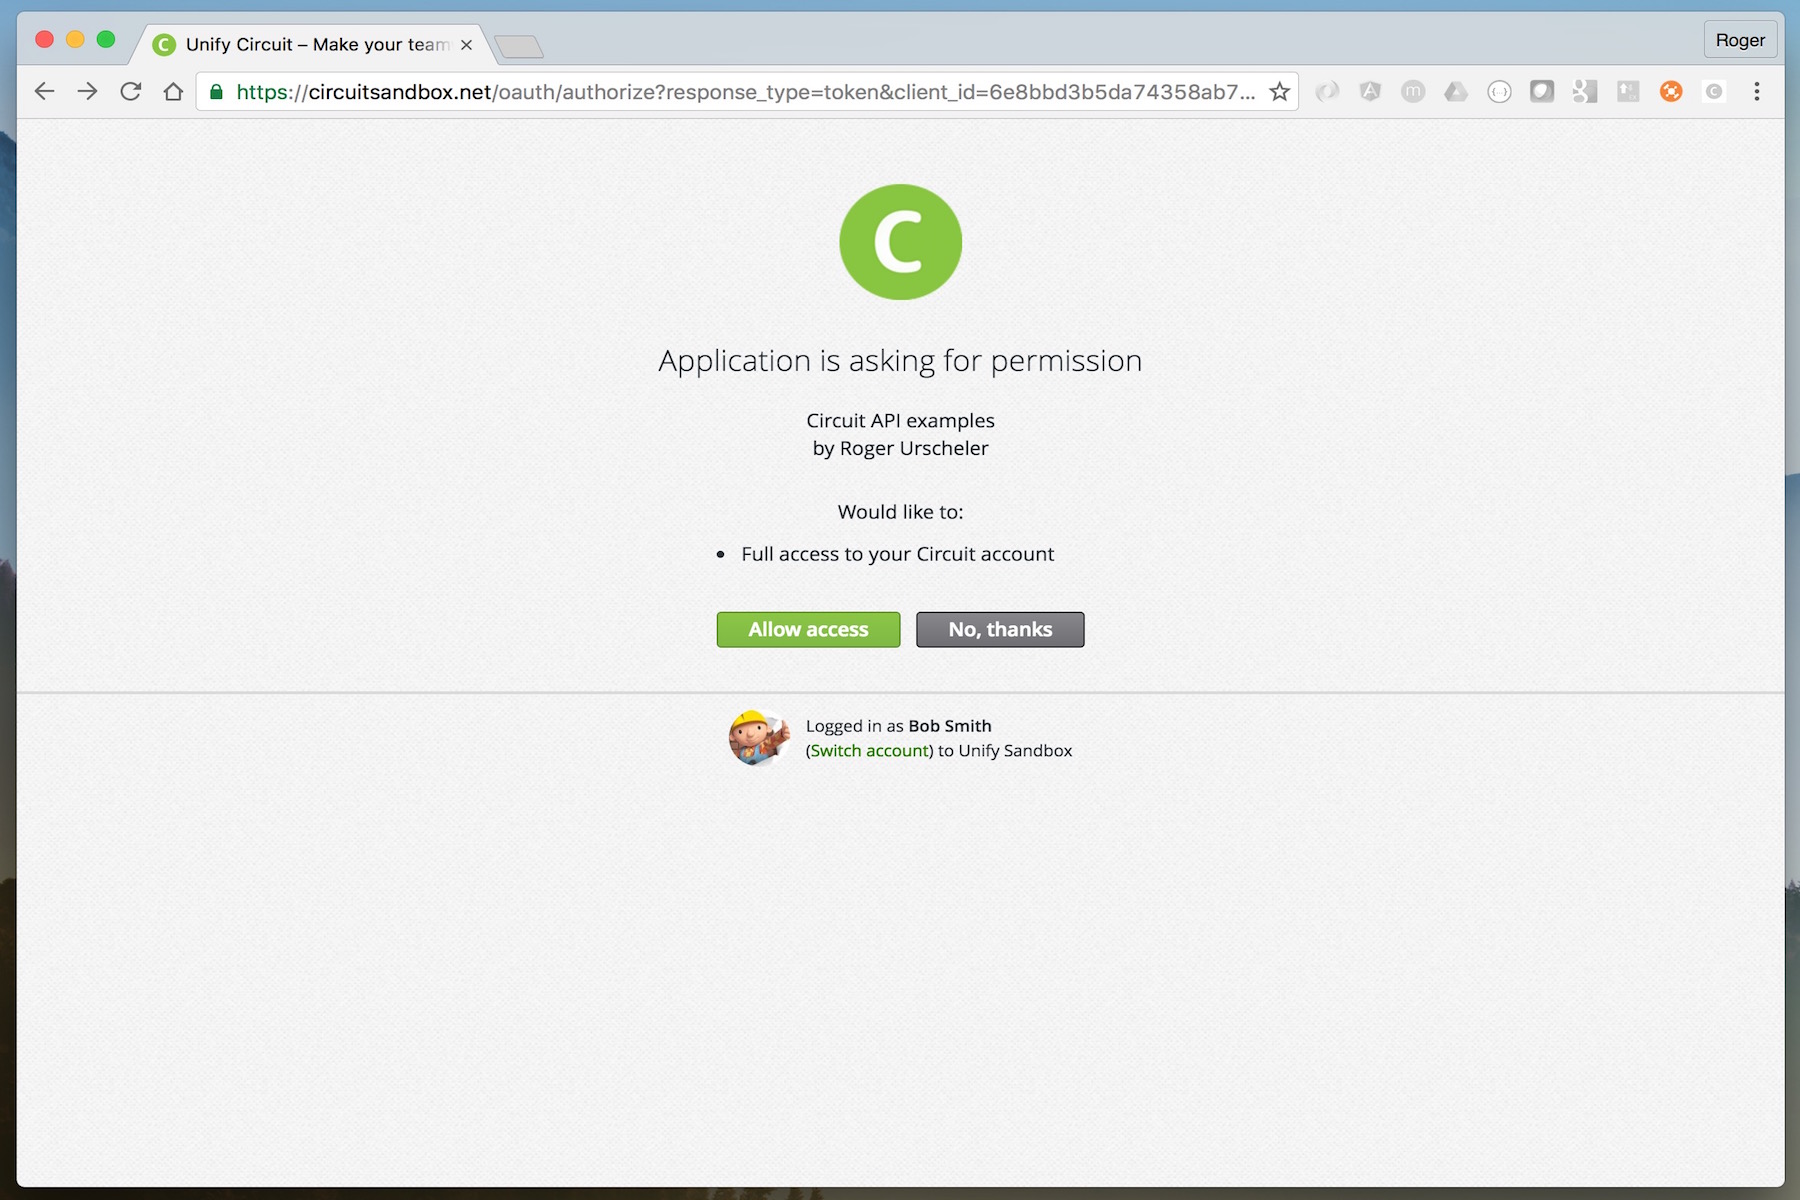 Unify Circuit – Make your team
Roger
https://circuitsandbox.net/oauth/authorize?response_type=token&client_id=6e8bbd3b5da74358ab7...
C
Application is asking for permission
Circuit API examples
by Roger Urscheler
Would like to:
• Full access to your Circuit account
Allow access
No, thanks
Logged in as Bob Smith
(Switch account) to Unify Sandbox